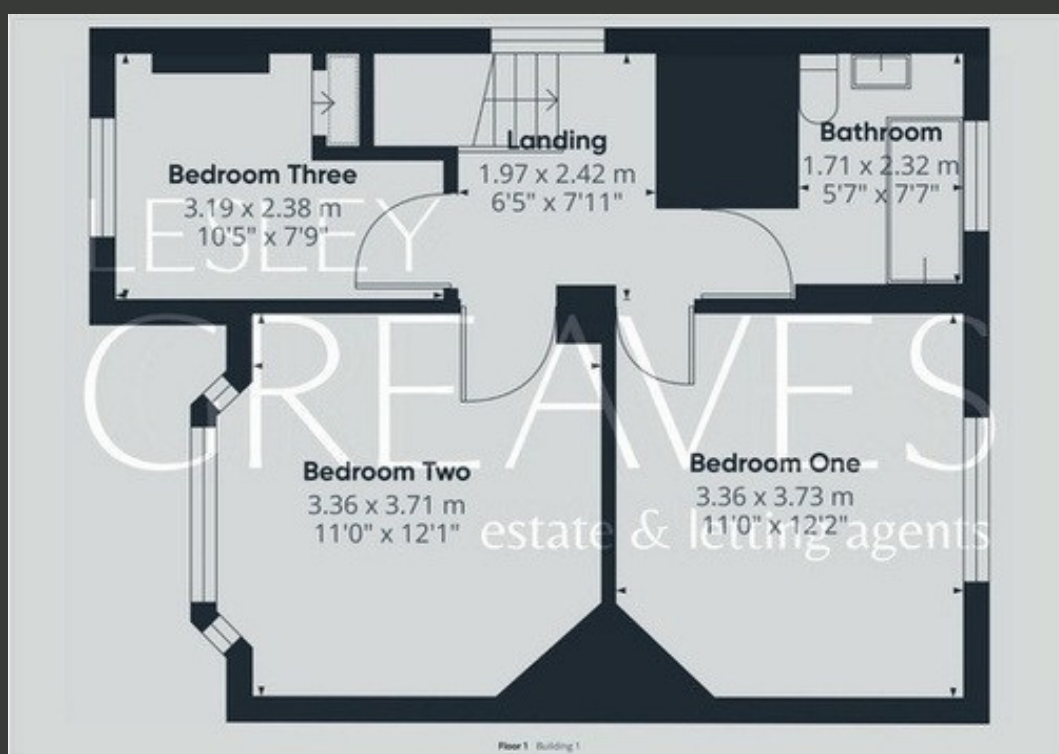 Landing
1.97 x 2.42 m
6'5" x 7'11"
Bathroom
1.71 x 2.32 m
5'7" x 7'7"
Bedroom Three
3.19 x 2.38 m
10'5" x 7'9"
LESLEY
GREAVES
estate & letting agents
Bedroom Two
3.36 x 3.71 m
11'0" x 12'1"
Bedroom One
3.36 x 3.73 m
11'0" x 12'2"
Floor 1 Building 1